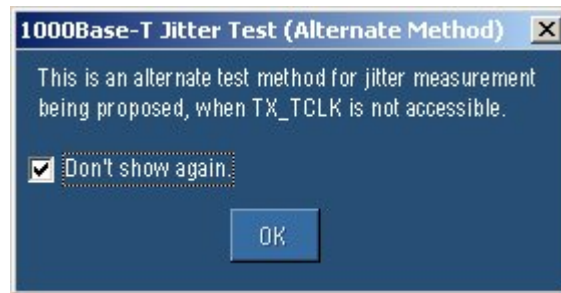 1000Base-T Jitter Test (Alternate Method)
This is an alternate test method for jitter measurement
being proposed, when TX_TCLK is not accessible.
Don't show again.
OK